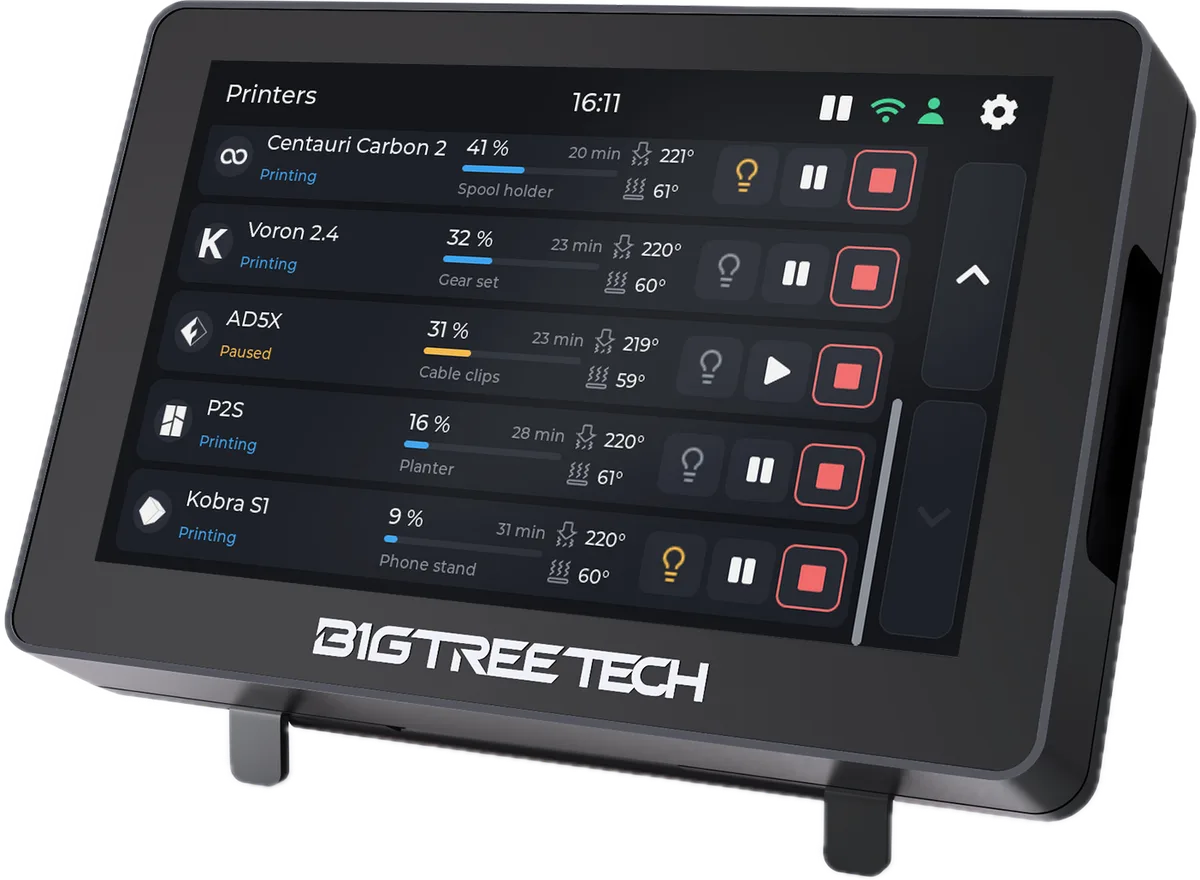 Printers
16:11
Centauri Carbon 2
Printing
41 %
20 min
221°
Spool holder
61°
Voron 2.4
Printing
32 %
23 min
220°
Gear set
60°
AD5X
Paused
31 %
23 min
219°
Cable clips
59°
P2S
Printing
16 %
28 min
220°
Planter
61°
Kobra S1
Printing
9 %
31 min
220°
Phone stand
60°
BIGTREETECH